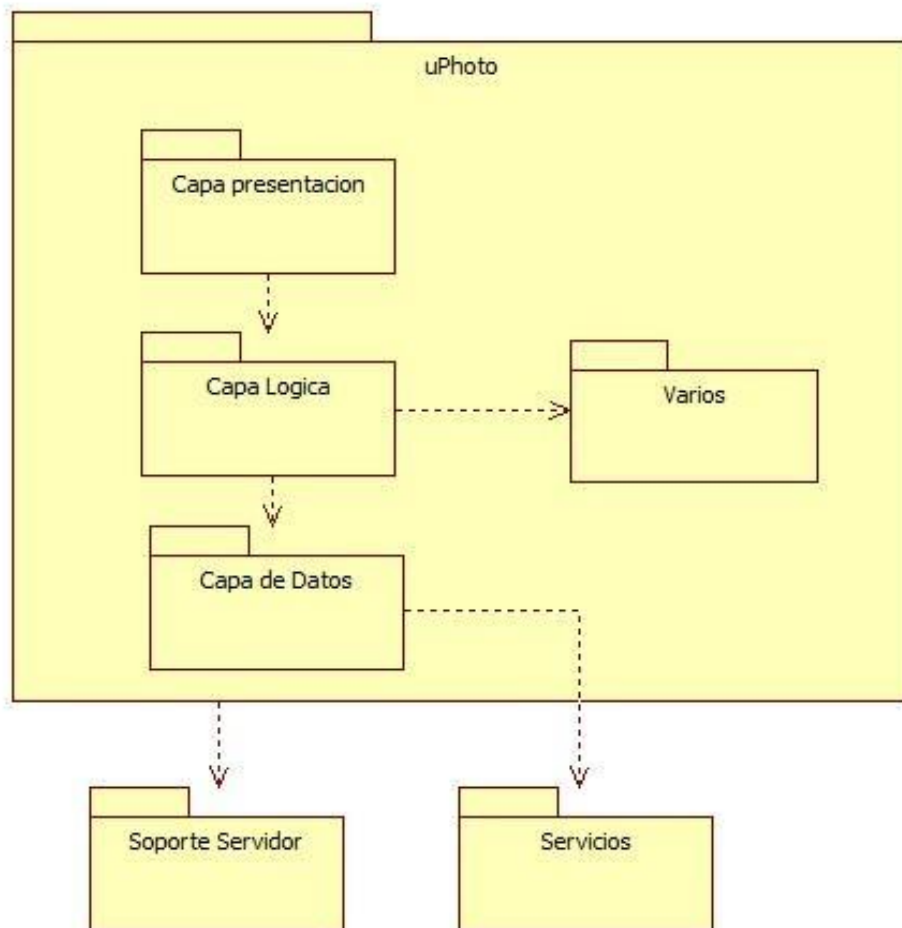 uPhoto
Capa presentacion
Capa Logica
Varios
Capa de Datos
Soporte Servidor
Servicios